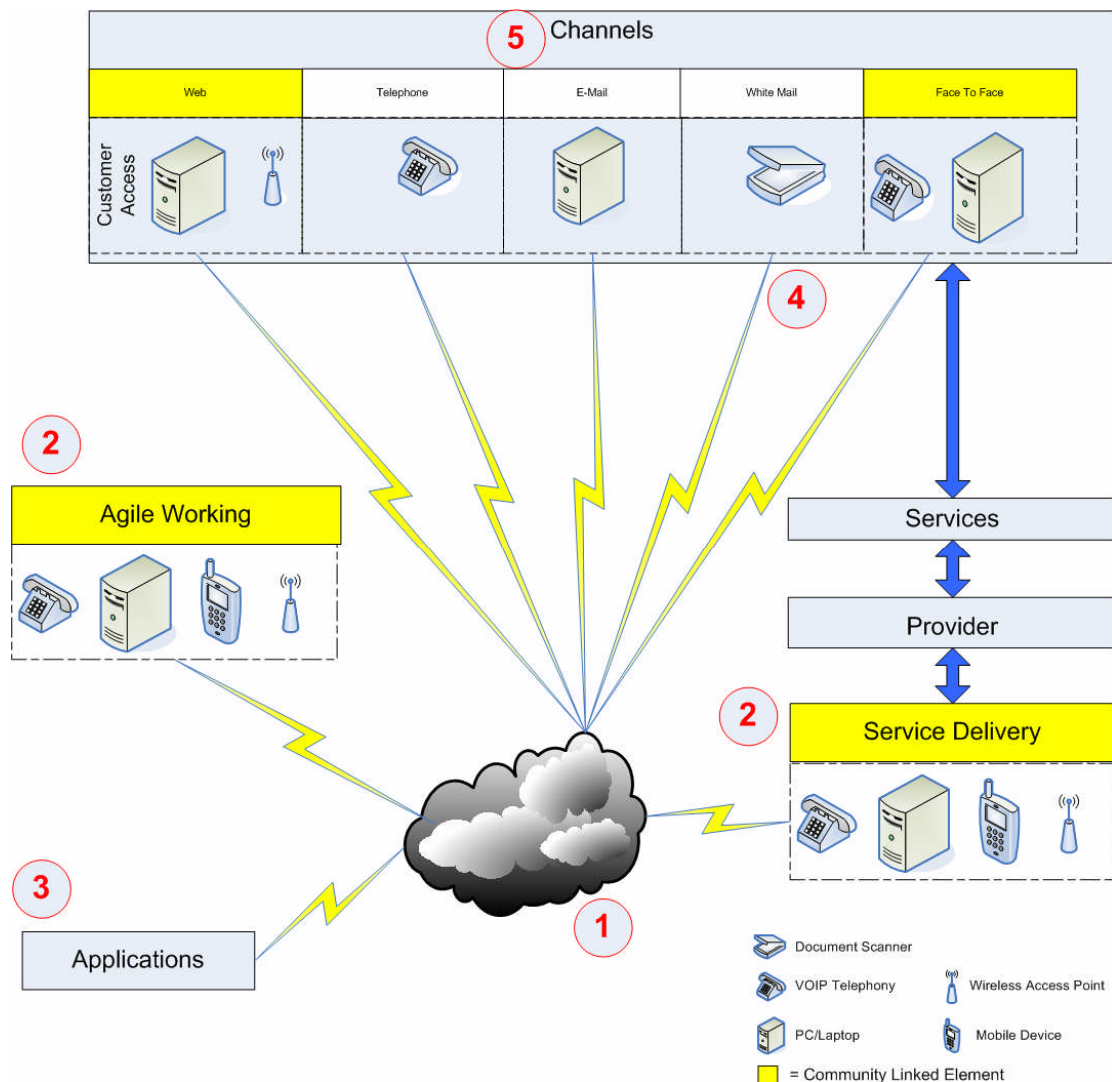 5
Channels
Web
Telephone
E-Mail
White Mail
Face To Face
Customer
Access
4
2
Agile Working
Services
Provider
2
Service Delivery
3
Applications
1
Document Scanner
VOIP Telephony
Wireless Access Point
PC/Laptop
Mobile Device
= Community Linked Element